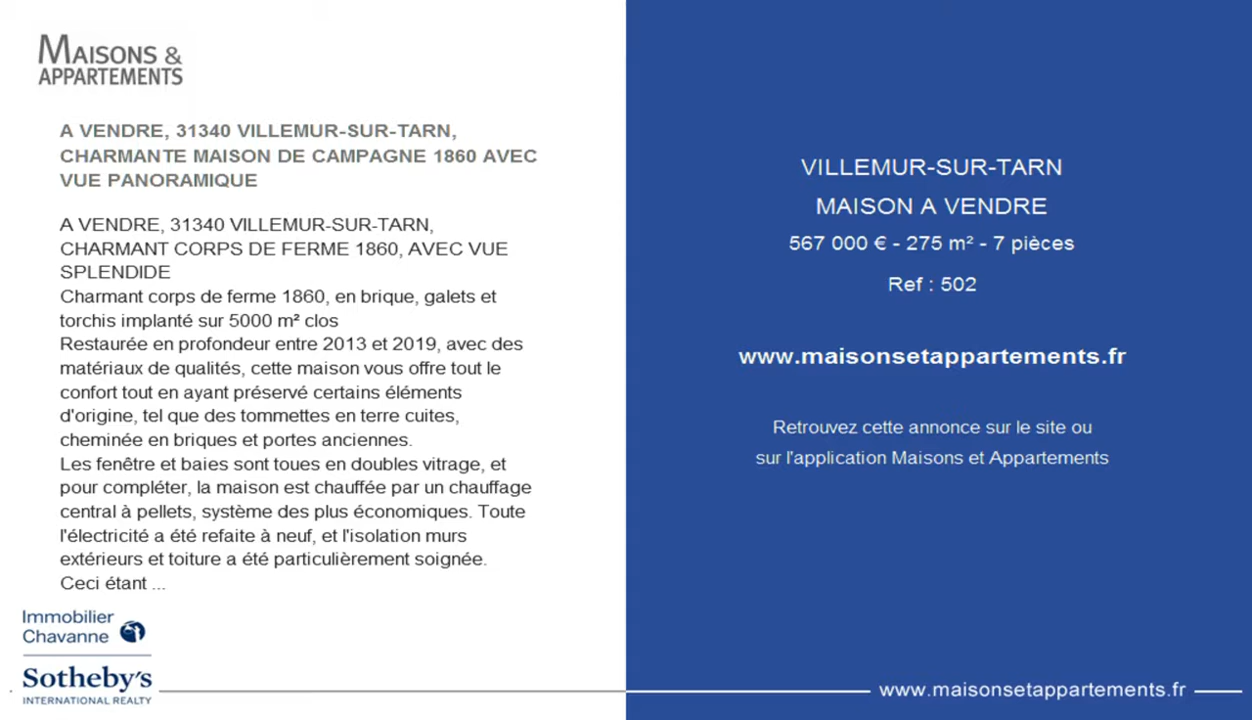 MAISONS &
APPARTEMENTS
A VENDRE, 31340 VILLEMUR-SUR-TARN,
CHARMANTE MAISON DE CAMPAGNE 1860 AVEC
VUE PANORAMIQUE
A VENDRE, 31340 VILLEMUR-SUR-TARN,
CHARMANT CORPS DE FERME 1860, AVEC VUE
SPLENDIDE
Charmant corps de ferme 1860, en brique, galets et
torchis implanté sur 5000 m² clos
Restaurée en profondeur entre 2013 et 2019, avec des
matériaux de qualités, cette maison vous offre tout le
confort tout en ayant préservé certains éléments
d'origine, tel que des tommettes en terre cuites,
cheminée en briques et portes anciennes.
Les fenêtre et baies sont toues en doubles vitrage, et
pour compléter, la maison est chauffée par un chauffage
central à pellets, système des plus économiques. Toute
l'électricité a été refaite à neuf, et l'isolation murs
extérieurs et toiture a été particulièrement soignée.
Ceci étant ...
Immobilier
Chavanne
Sotheby's
INTERNATIONAL REALTY
VILLEMUR-SUR-TARN
MAISON A VENDRE
567 000 € - 275 m² - 7 pièces
Ref : 502
www.maisonsetappartements.fr
Retrouvez cette annonce sur le site ou
sur l'application Maisons et Appartements
www.maisonsetappartements.fr